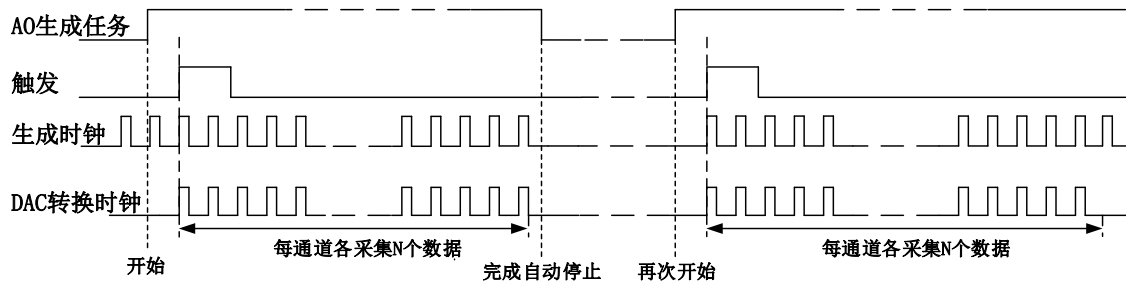 AO生成任务
触发
生成时钟
DAC转换时钟
每通道各采集N个数据
每通道各采集N个数据
开始
完成自动停止
再次开始